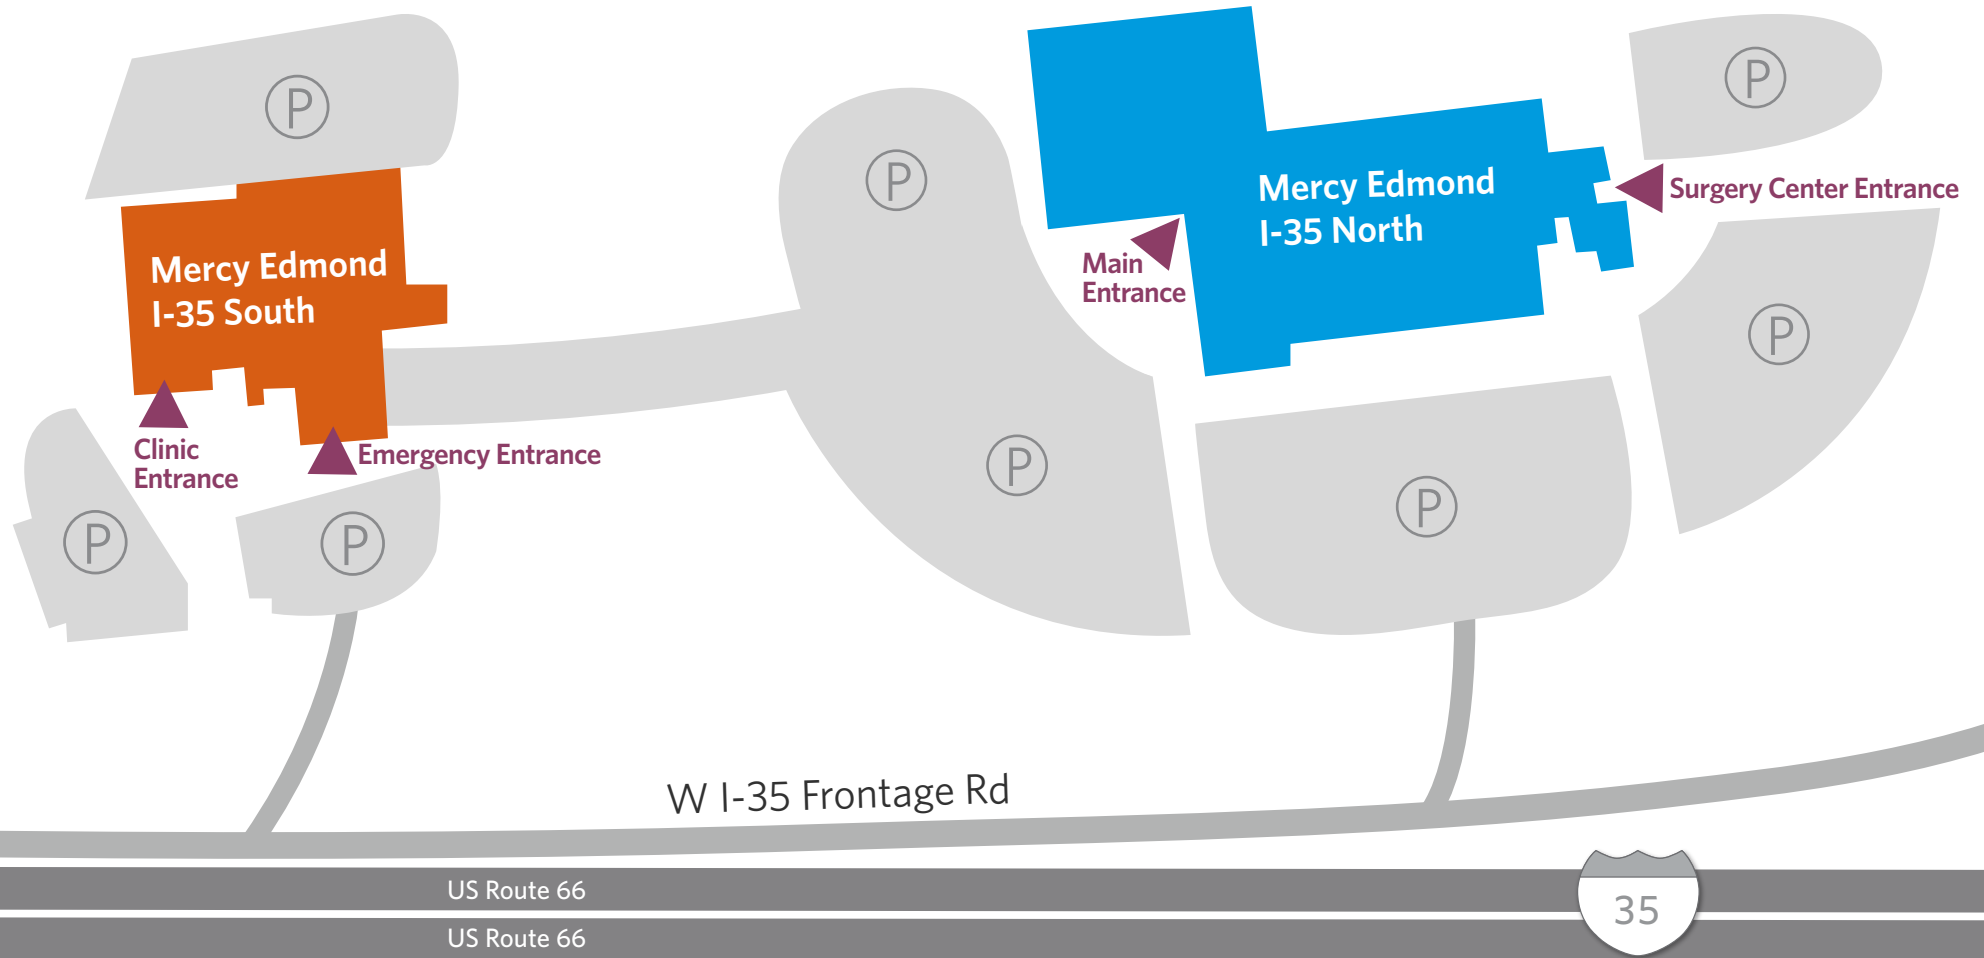 P
P
P
Mercy Edmond
I-35 North
Surgery Center Entrance
Mercy Edmond
I-35 South
Main
Entrance
P
Clinic
Entrance
Emergency Entrance
P
P
P
P
W I-35 Frontage Rd
US Route 66
35
US Route 66